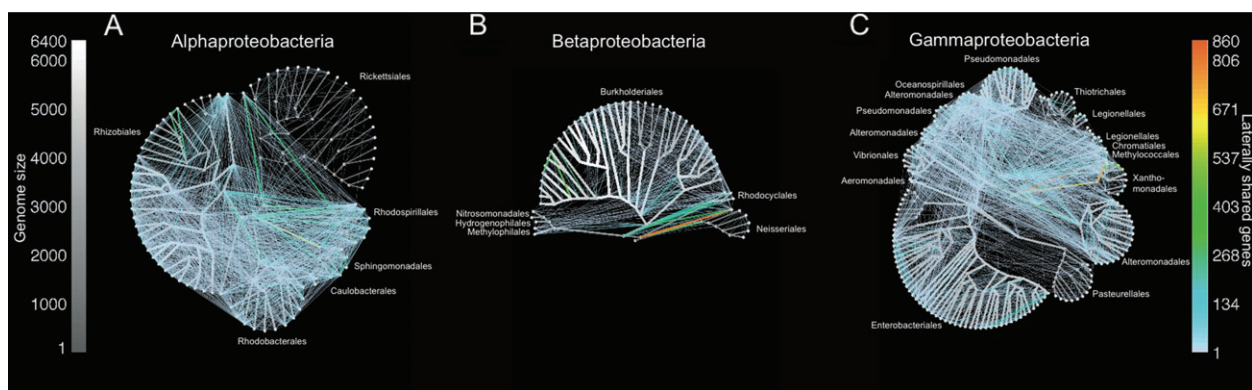 A
Alphaproteobacteria
6400
6000
5000
4000
3000
2000
1000
1
Genome size
Rickettsiales
Rhizobiales
Rhodospirillales
Sphingomonadales
Caulobacterales
Rhodobacterales
B
Betaproteobacteria
Burkholderiales
Rhodocyclales
Nitrosomonadales
Hydrogenophilales
Methylophilales
Neisseriales
C
Gammaproteobacteria
Pseudomonadales
Oceanospirillales
Alteromonadales
Pseudomonadales
Alteromonadales
Vibrionales
Aeromonadales
Thiotrichales
Legionellales
Legionellales
Chromatiales
Methylococcales
Xantho-
monadales
Alteromonadales
Pasteurellales
Enterobacteriales
860
806
671
537
403
268
134
1
Laterally shared genes